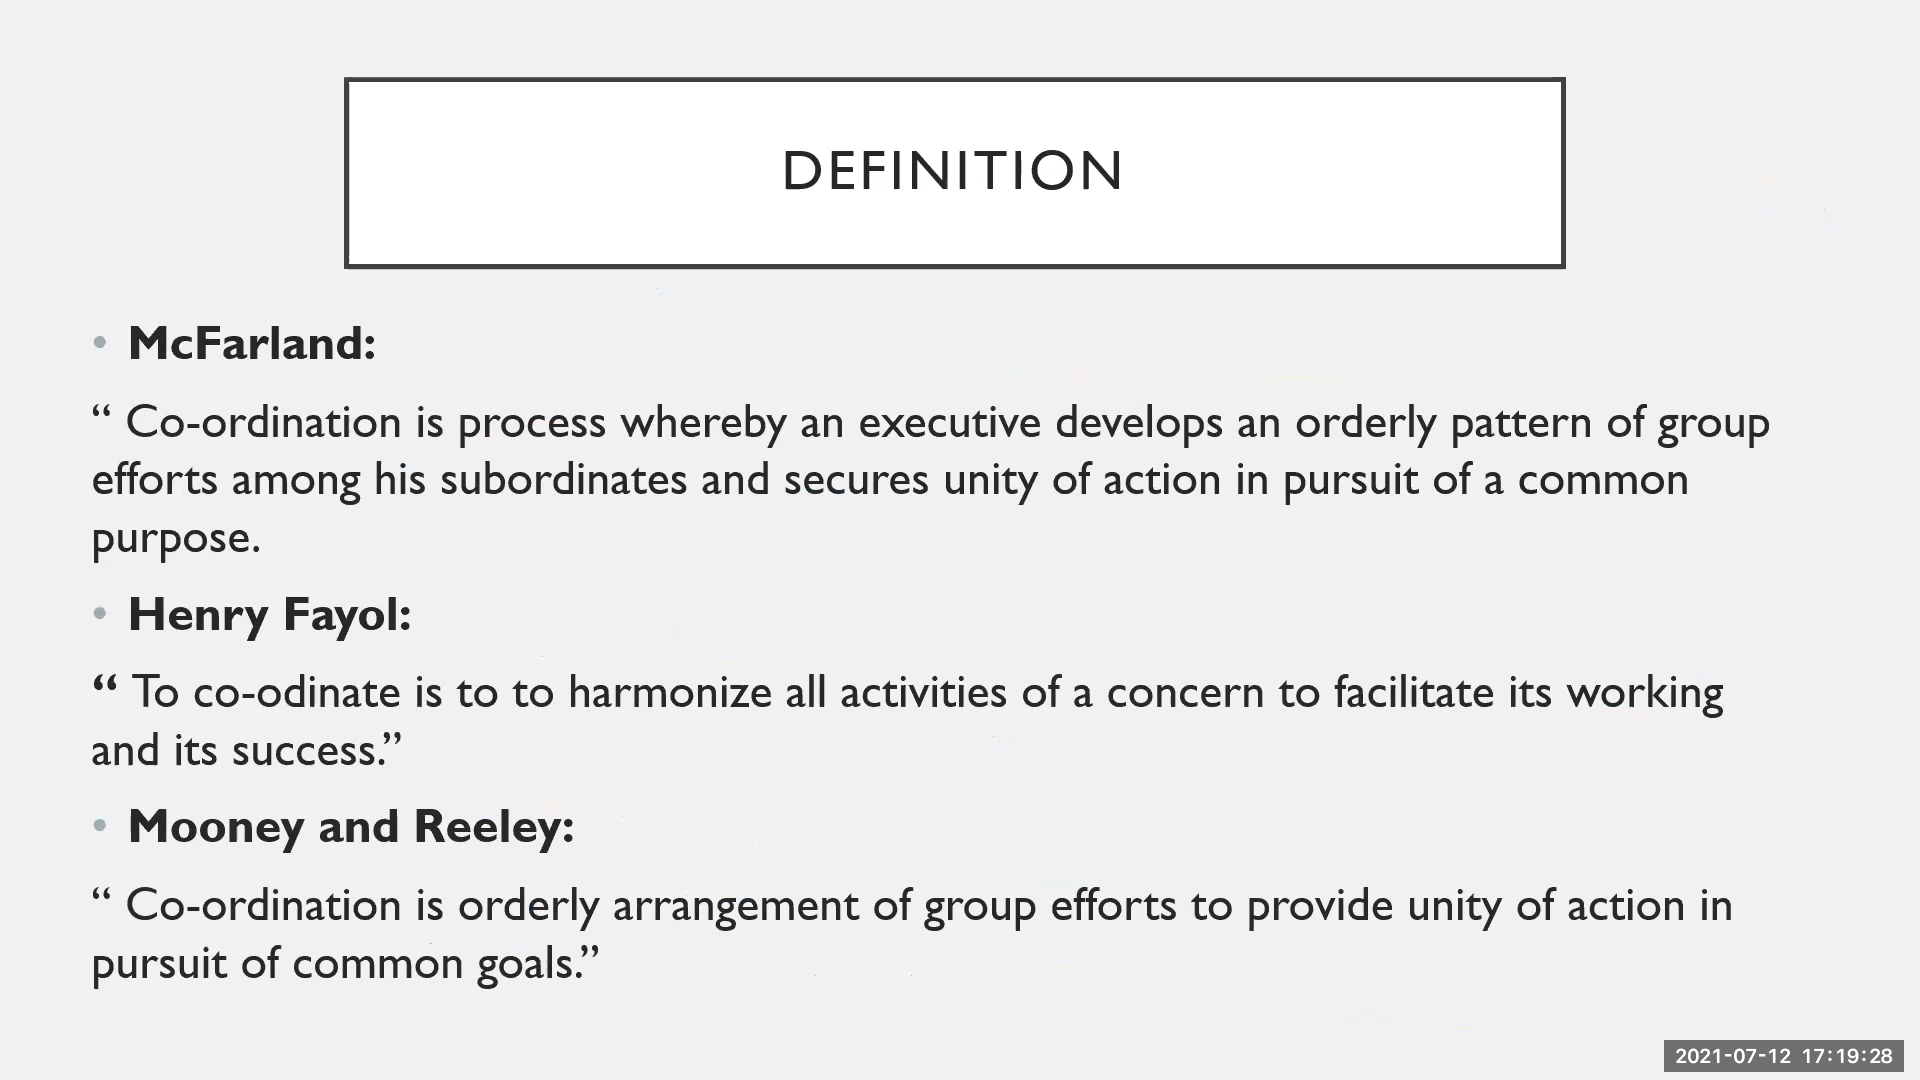 DEFINITION
• McFarland:
“ Co-ordination is process whereby an executive develops an orderly pattern of group
efforts among his subordinates and secures unity of action in pursuit of a common
purpose.
• Henry Fayol:
“ To co-odinate is to to harmonize all activities of a concern to facilitate its working
and its success.”
• Mooney and Reeley:
“ Co-ordination is orderly arrangement of group efforts to provide unity of action in
pursuit of common goals.”
2021-07-12 17:19:28